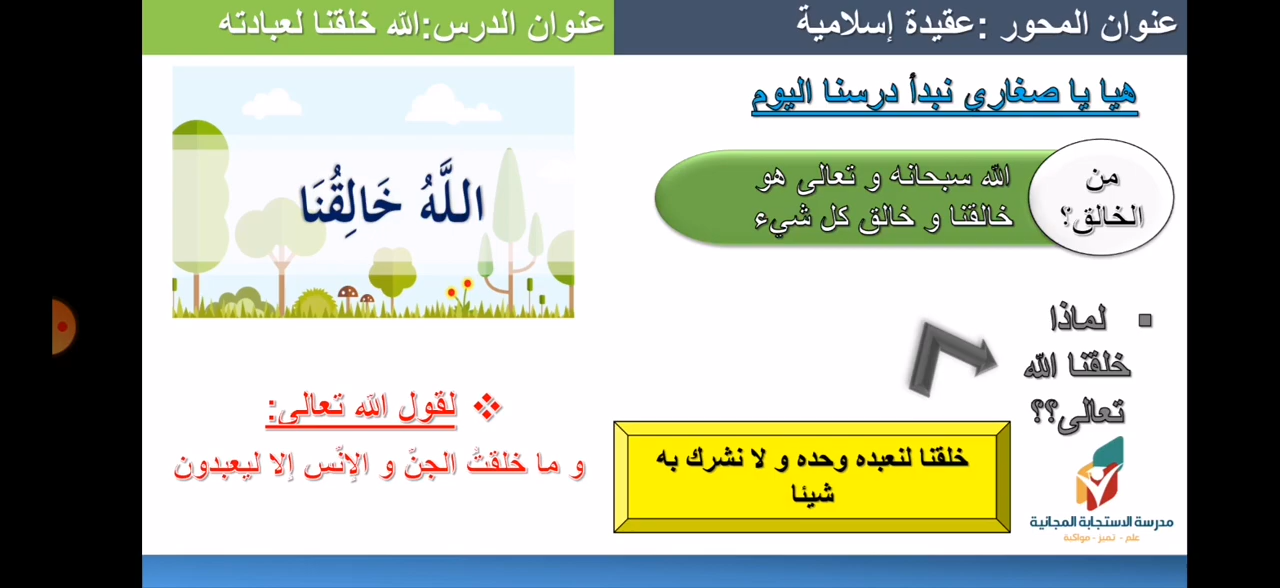 عنوان المحور :عقيدة إسلامية
عنوان الدرس:الله خلقنا لعبادته
هيا يا صغاري نبدأ درسنا اليوم
من
الخالق؟
الله سبحانه و تعالى هو
خالقنا و خالق كل شيء
اللَّهُ خَالِقُنَا
لماذا
خلقنا الله
تعالى؟؟
خلقنا لنعبده وحده و لا نشرك به
شيئا
لقول الله تعالى:
و ما خلقتُ الجنّ و الإنّس إلا ليعبدون
مدرسة الاستجابة المجانية
علم - تميز - مواكبة